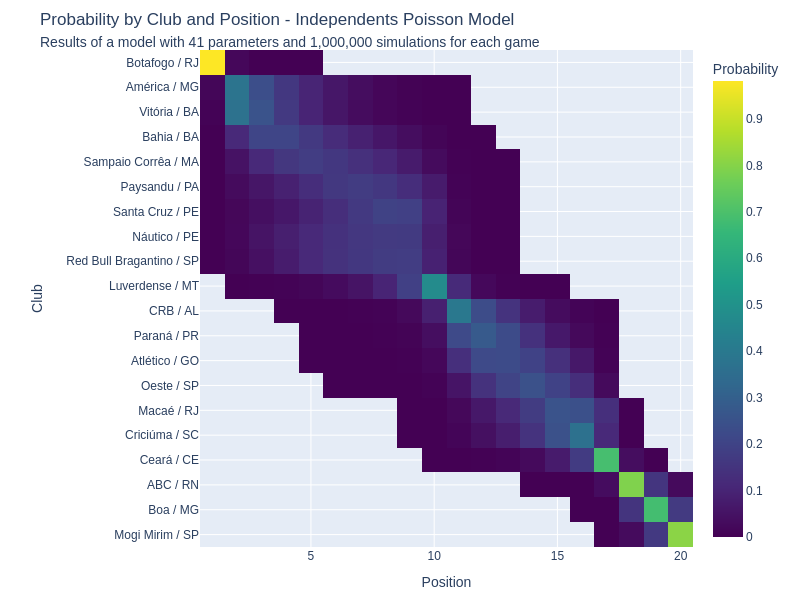 Probability by Club and Position - Independents Poisson Model
Results of a model with 41 parameters and 1,000,000 simulations for each game
Probability
Botafogo / RJ
América / MG
Vitória / BA
Bahia / BA
Sampaio Corrêa / MA
Paysandu / PA
Santa Cruz / PE
Náutico / PE
Red Bull Bragantino / SP
Luverdense / MT
CRB / AL
Paraná / PR
Atlético / GO
Oeste / SP
Macaé / RJ
Criciúma / SC
Ceará / CE
ABC / RN
Boa / MG
Mogi Mirim / SP
Club
5
10
15
20
Position
0.9
0.8
0.7
0.6
0.5
0.4
0.3
0.2
0.1
0